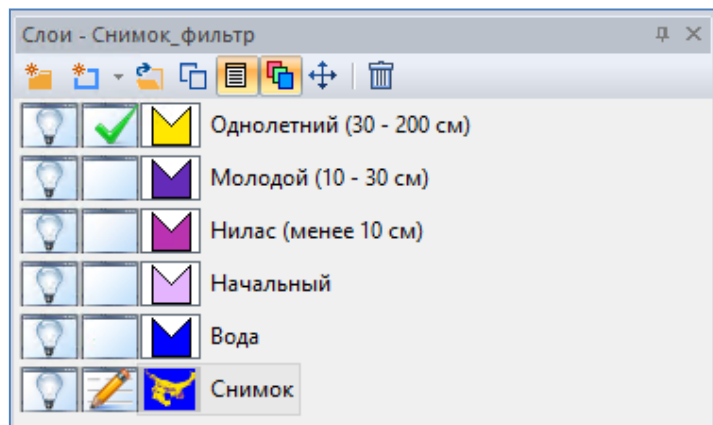 Слои - Снимок_фильтр
Однолетний (30 - 200 см)
Молодой (10 - 30 см)
Нилас (менее 10 см)
Начальный
Вода
Снимок